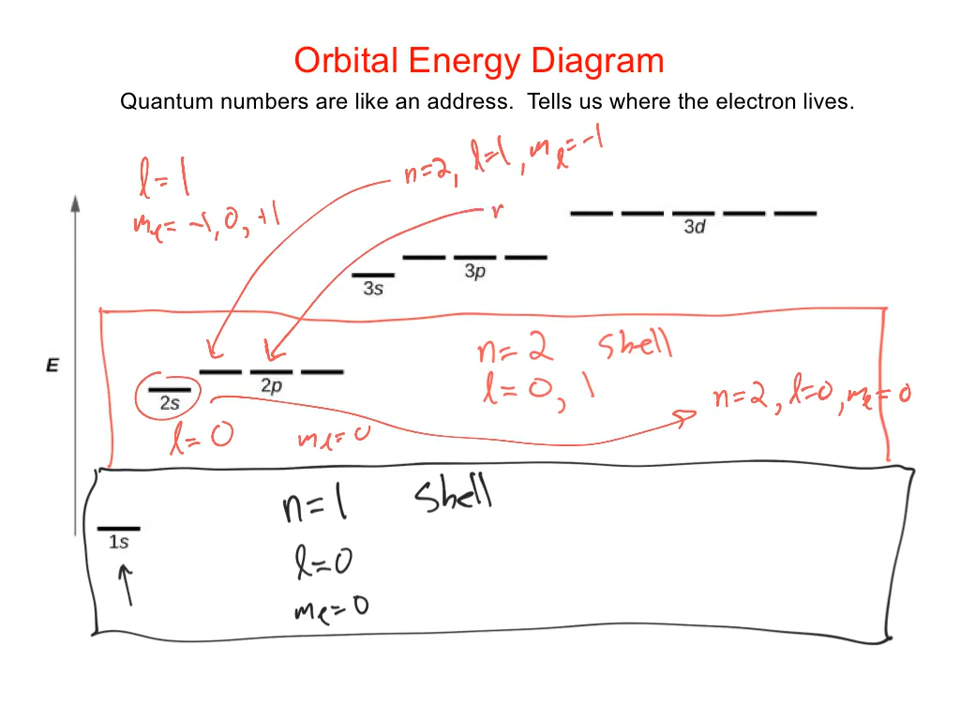 Orbital Energy Diagram
Quantum numbers are like an address. Tells us where the electron lives.
l=1
mℓ= -1, 0, +1
n=2, l=1, mℓ=-1
3d
3p
3s
E
n=2 shell
l=0, 1
2p
2s
n=2, l=0, mℓ=0
l=0 mℓ=0
n=1 shell
1s
l=0
mℓ=0